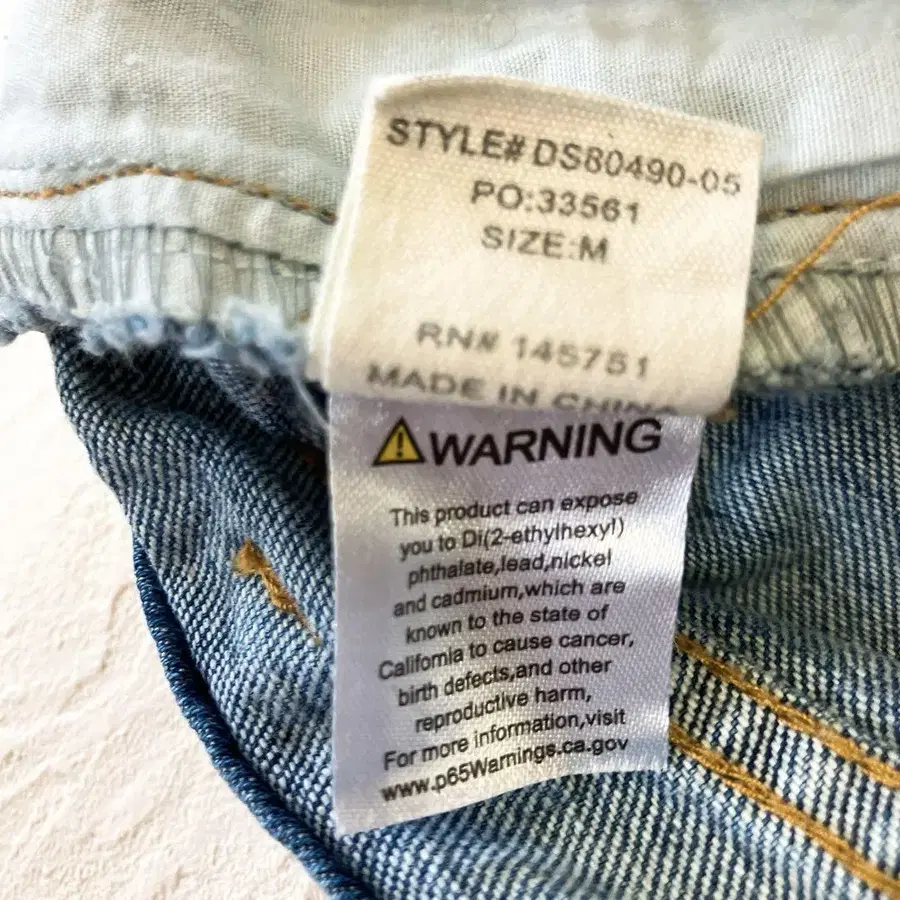 STYLE# DS80490-05
PO:33561
SIZE:M
RN# 145751
MADE IN CHINA
WARNING
This product can expose
you to Di(2-ethylhexyl)
phthalate,lead,nickel
and cadmium,which are
known to the state of
California to cause cancer,
birth defects,and other
reproductive harm,
For more information,visit
www.p65Warnings.ca.gov